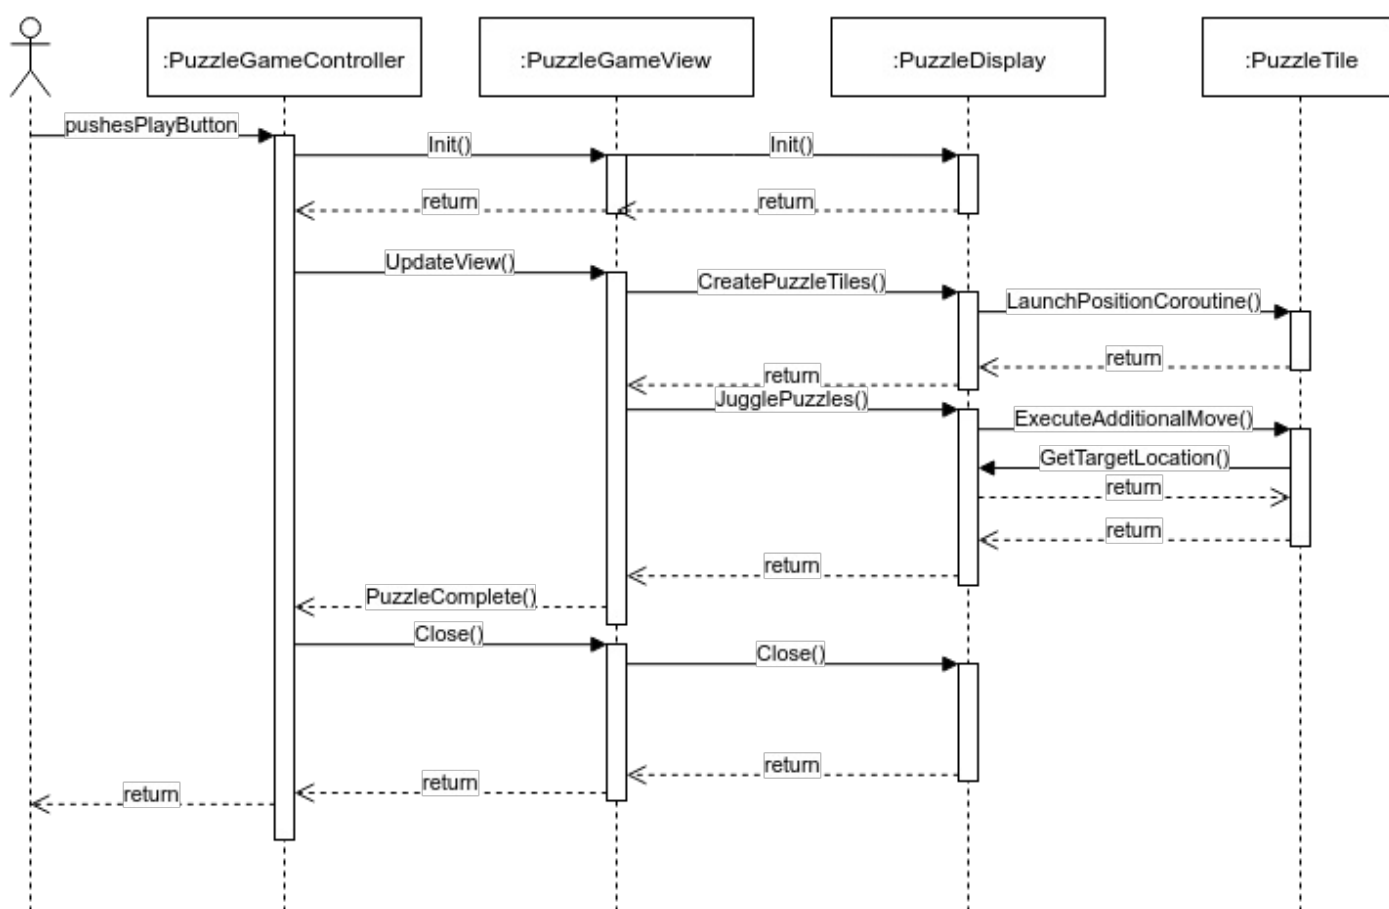 :PuzzleGameController
:PuzzleGameView
:PuzzleDisplay
:PuzzleTile
pushesPlayButton
Init()
Init()
return
return
UpdateView()
CreatePuzzleTiles()
LaunchPositionCoroutine()
return
return
JugglePuzzles()
ExecuteAdditionalMove()
GetTargetLocation()
return
return
return
PuzzleComplete()
Close()
Close()
return
return
return